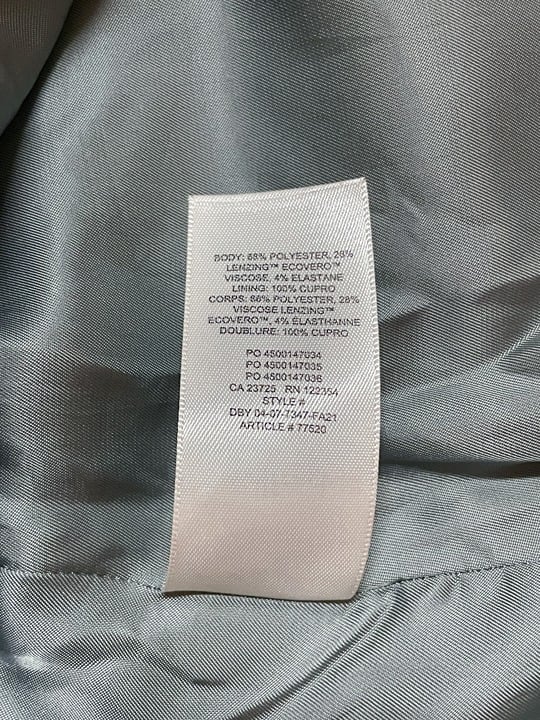 BODY: 68% POLYESTER, 28%
LENZING™ ECOVERO™
VISCOSE, 4% ELASTANE
LINING: 100% CUPRO
CORPS: 68% POLYESTER, 28%
VISCOSE LENZING™
ECOVERO™, 4% ÉLASTHANNE
DOUBLURE: 100% CUPRO
PO 4500147034
PO 4500147035
PO 4500147036
CA 23725 RN 122354
STYLE #
DBY 04-07-7347-FA21
ARTICLE # 77520